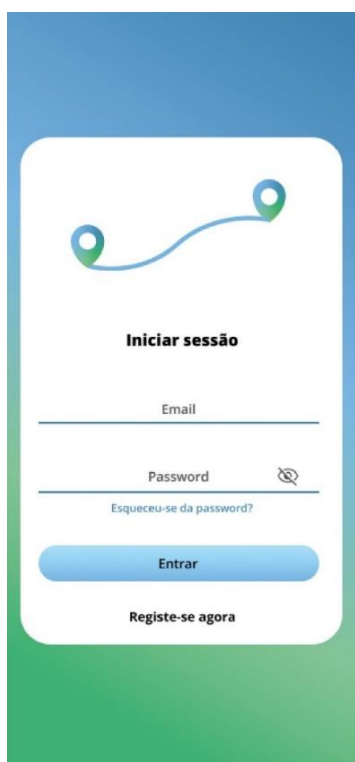 Iniciar sessão
Email
Password
Esqueceu-se da password?
Entrar
Registe-se agora